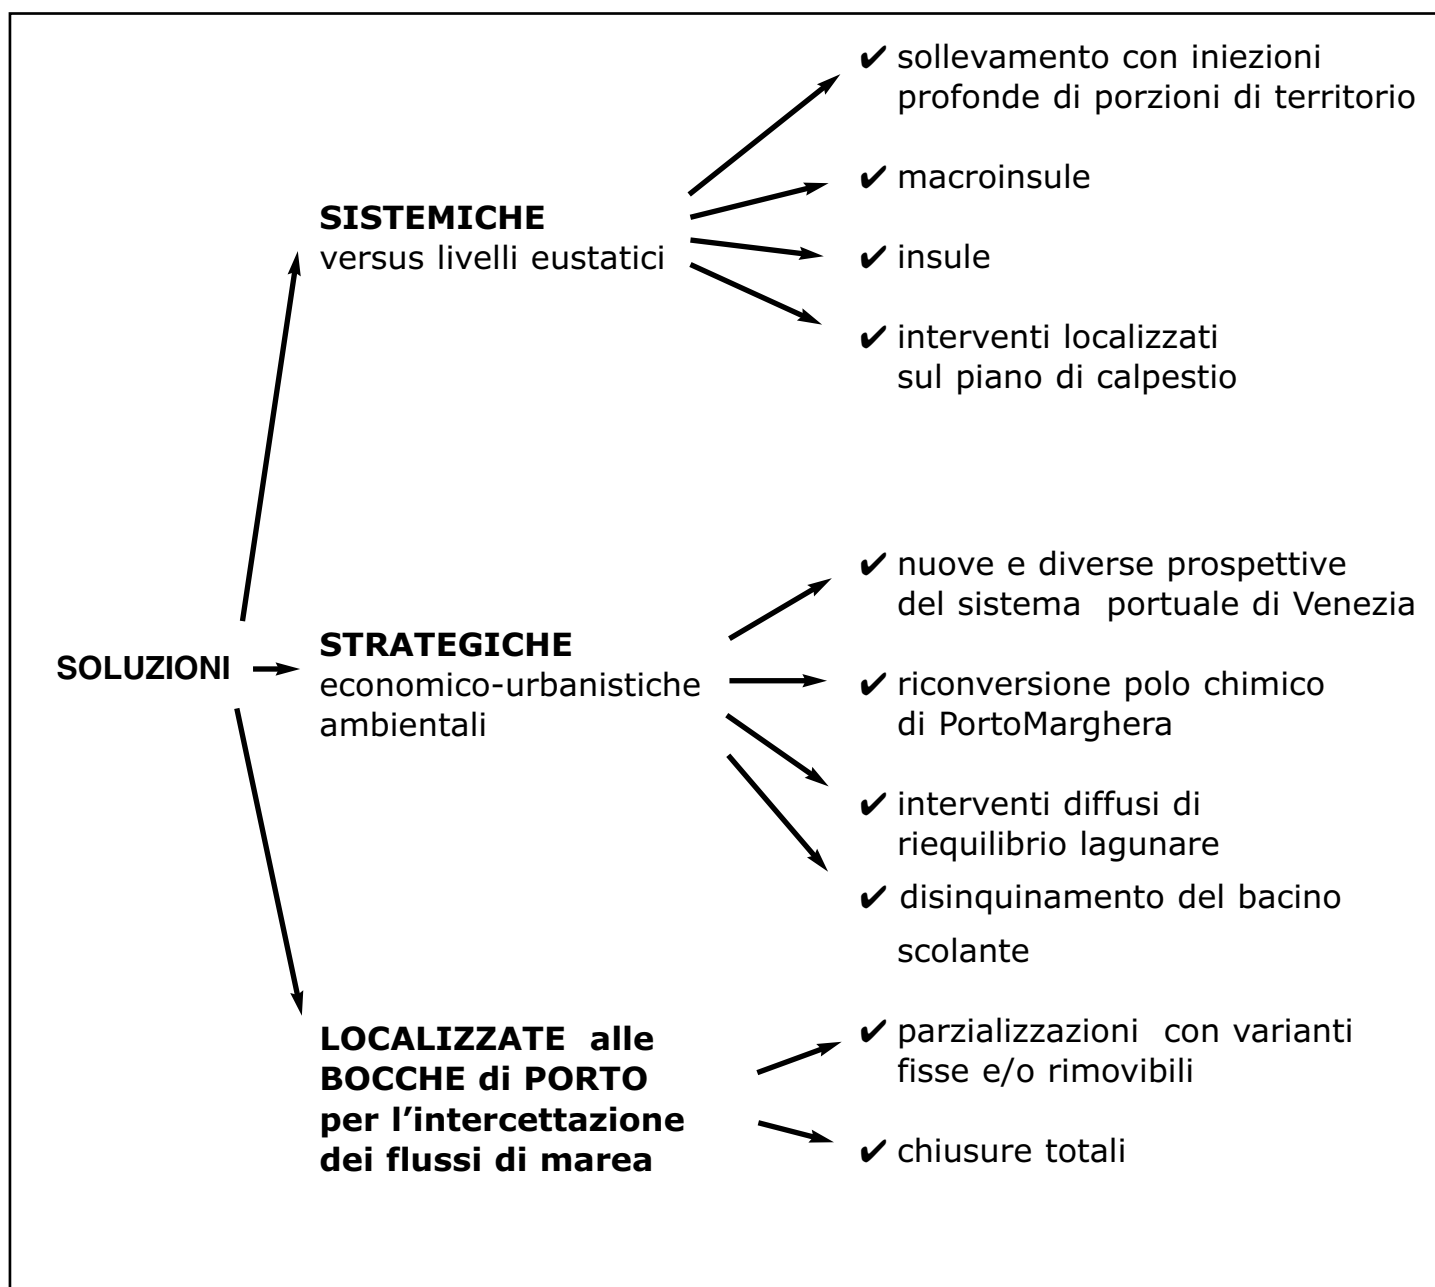 SOLUZIONI
SISTEMICHE
versus livelli eustatici
✔ sollevamento con iniezioni
profonde di porzioni di territorio
✔ macroinsule
✔ insule
✔ interventi localizzati
sul piano di calpestio
STRATEGICHE
economico-urbanistiche
ambientali
✔ nuove e diverse prospettive
del sistema portuale di Venezia
✔ riconversione polo chimico
di PortoMarghera
✔ interventi diffusi di
riequilibrio lagunare
✔ disinquinamento del bacino
scolante
LOCALIZZATE alle
BOCCHE di PORTO
per l’intercettazione
dei flussi di marea
✔ parzializzazioni con varianti
fisse e/o rimovibili
✔ chiusure totali